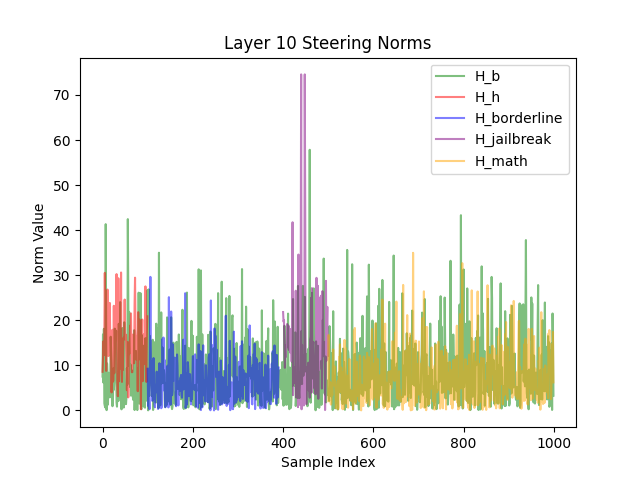 Layer 10 Steering Norms
H_b
H_h
H_borderline
H_jailbreak
H_math
Norm Value
70
60
50
40
30
20
10
0
0 200 400 600 800 1000
Sample Index